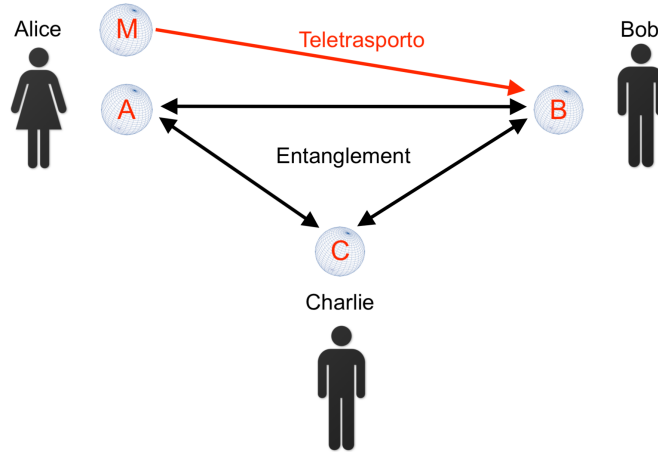 Alice
M
Bob
Teletrasporto
A
B
Entanglement
C
Charlie